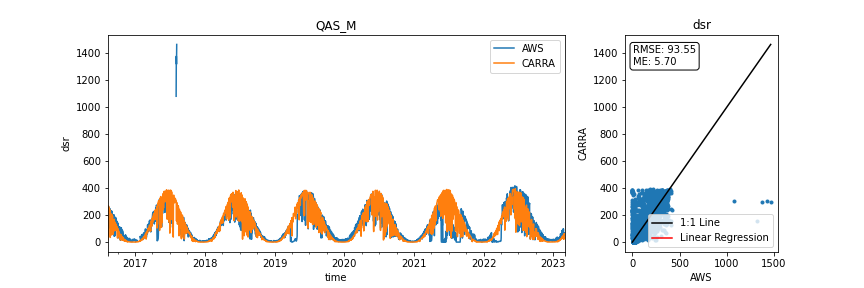 QAS_M
dsr
1400
1200
1000
800
600
400
200
0
2017
2018
2019
2020
2021
2022
2023
time
AWS
CARRA
dsr
CARRA
1400
1200
1000
800
600
400
200
0
0
500
1000
1500
AWS
RMSE: 93.55
ME: 5.70
1:1 Line
Linear Regression